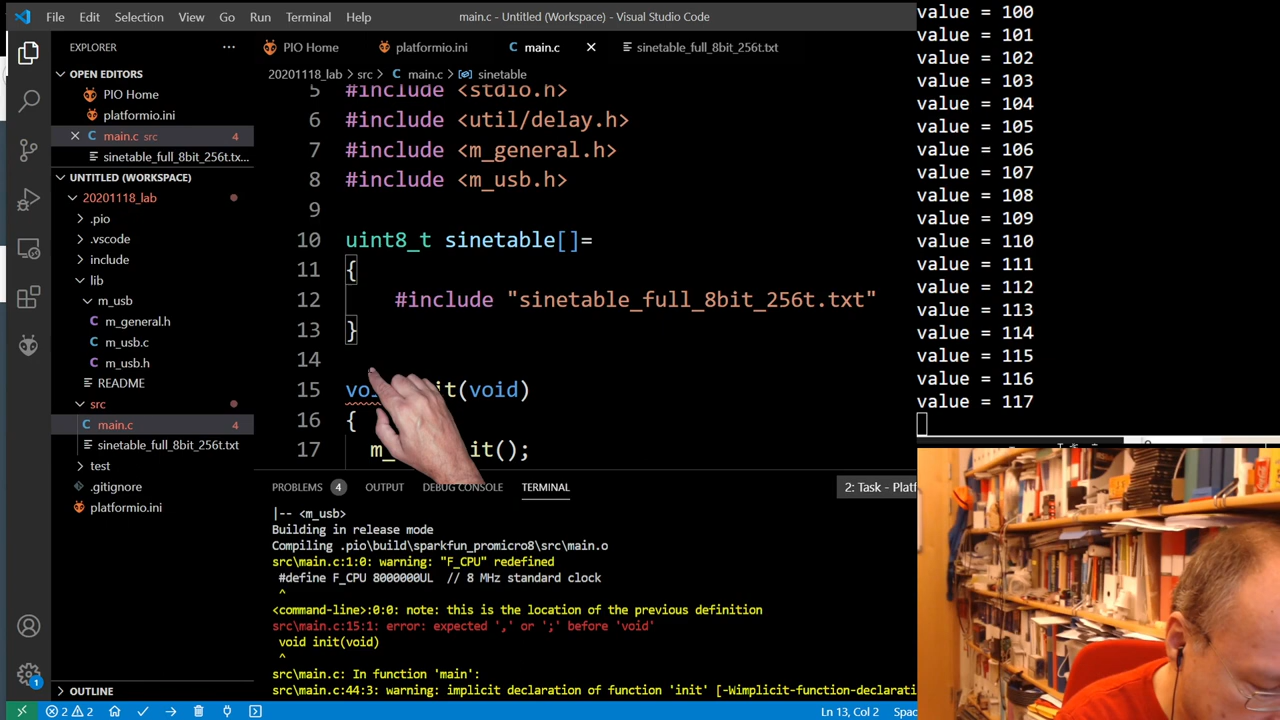 File Edit Selection View Go Run Terminal Help main.c - Untitled (Workspace) - Visual Studio Code
EXPLORER ···
PIO Home platformio.ini main.c × sinetable_full_8bit_256t.txt
OPEN EDITORS
PIO Home
platformio.ini
× C main.c src 4
sinetable_full_8bit_256t.tx...
UNTITLED (WORKSPACE)
20201118_lab
.pio
.vscode
include
lib
m_usb
C m_general.h
C m_usb.c
C m_usb.h
README
src
C main.c 4
sinetable_full_8bit_256t.txt
test
.gitignore
platformio.ini
OUTLINE
20201118_lab > src > C main.c > sinetable
5 #include <stdio.h>
6 #include <util/delay.h>
7 #include <m_general.h>
8 #include <m_usb.h>
9
10 uint8_t sinetable[]=
11 {
12 #include "sinetable_full_8bit_256t.txt"
13 }
14
15 void it(void)
16 {
17 m_ it();
PROBLEMS 4 OUTPUT DEBUG CONSOLE TERMINAL 2: Task - Platf
|-- <m_usb>
Building in release mode
Compiling .pio\build\sparkfun_promicro8\src\main.o
src\main.c:1:0: warning: "F_CPU" redefined
#define F_CPU 8000000UL // 8 MHz standard clock
^
<command-line>:0:0: note: this is the location of the previous definition
src\main.c:15:1: error: expected ',' or ';' before 'void'
void init(void)
^
src\main.c: In function 'main':
src\main.c:44:3: warning: implicit declaration of function 'init' [-Wimplicit-function-declaratio
2 2 Ln 13, Col 2 Spac
1
value = 100
value = 101
value = 102
value = 103
value = 104
value = 105
value = 106
value = 107
value = 108
value = 109
value = 110
value = 111
value = 112
value = 113
value = 114
value = 115
value = 116
value = 117